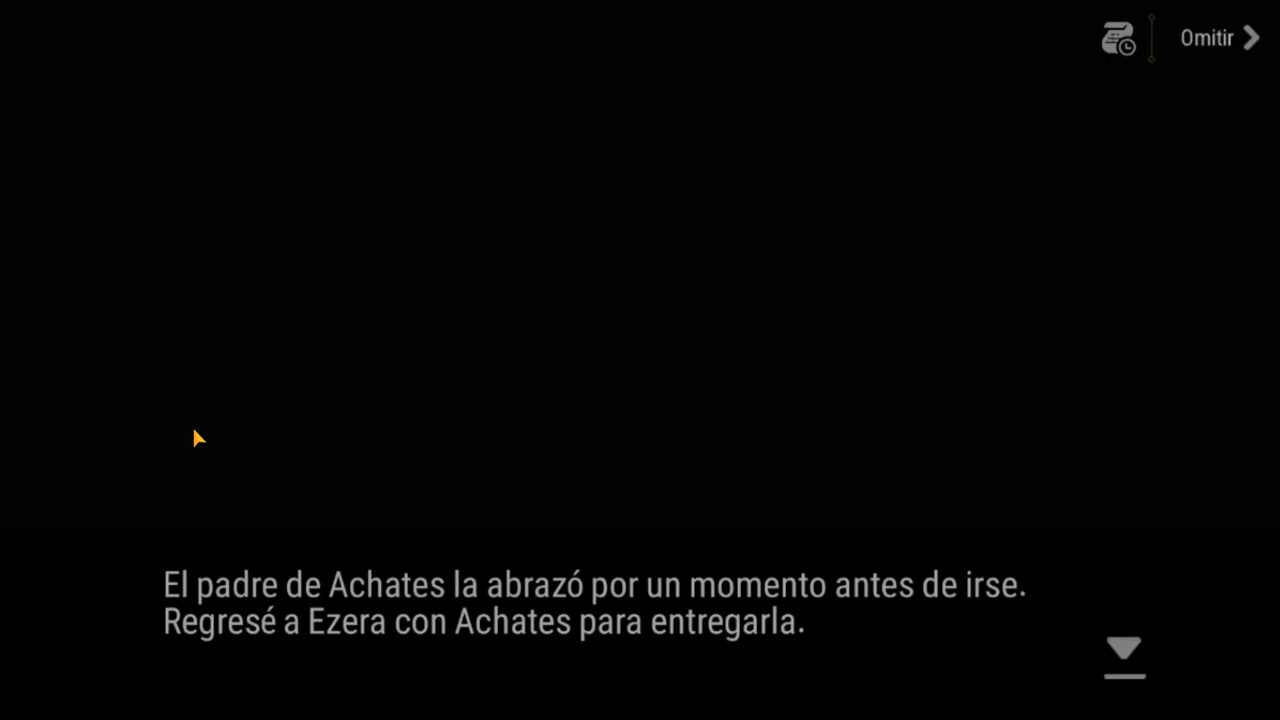 Omitir
El padre de Achates la abrazó por un momento antes de irse.
Regresé a Ezera con Achates para entregarla.